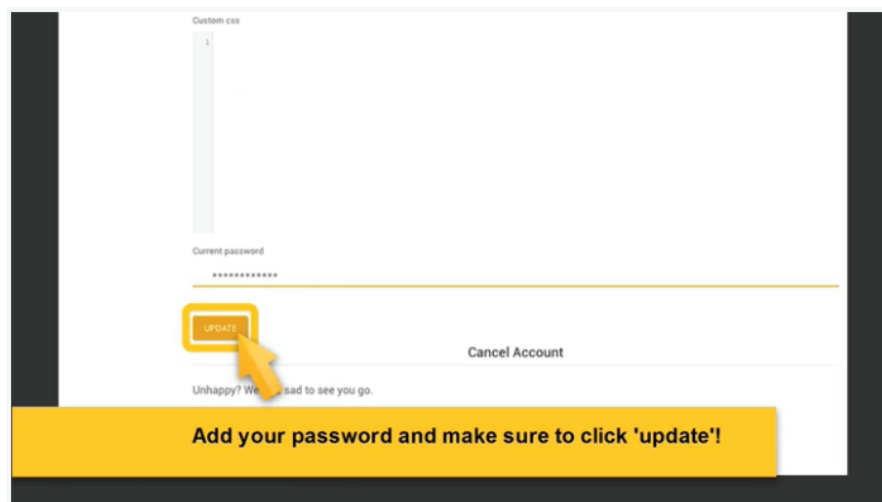 Custom css
1
Current password
************
UPDATE
Cancel Account
Unhappy? We sad to see you go.
Add your password and make sure to click 'update'!